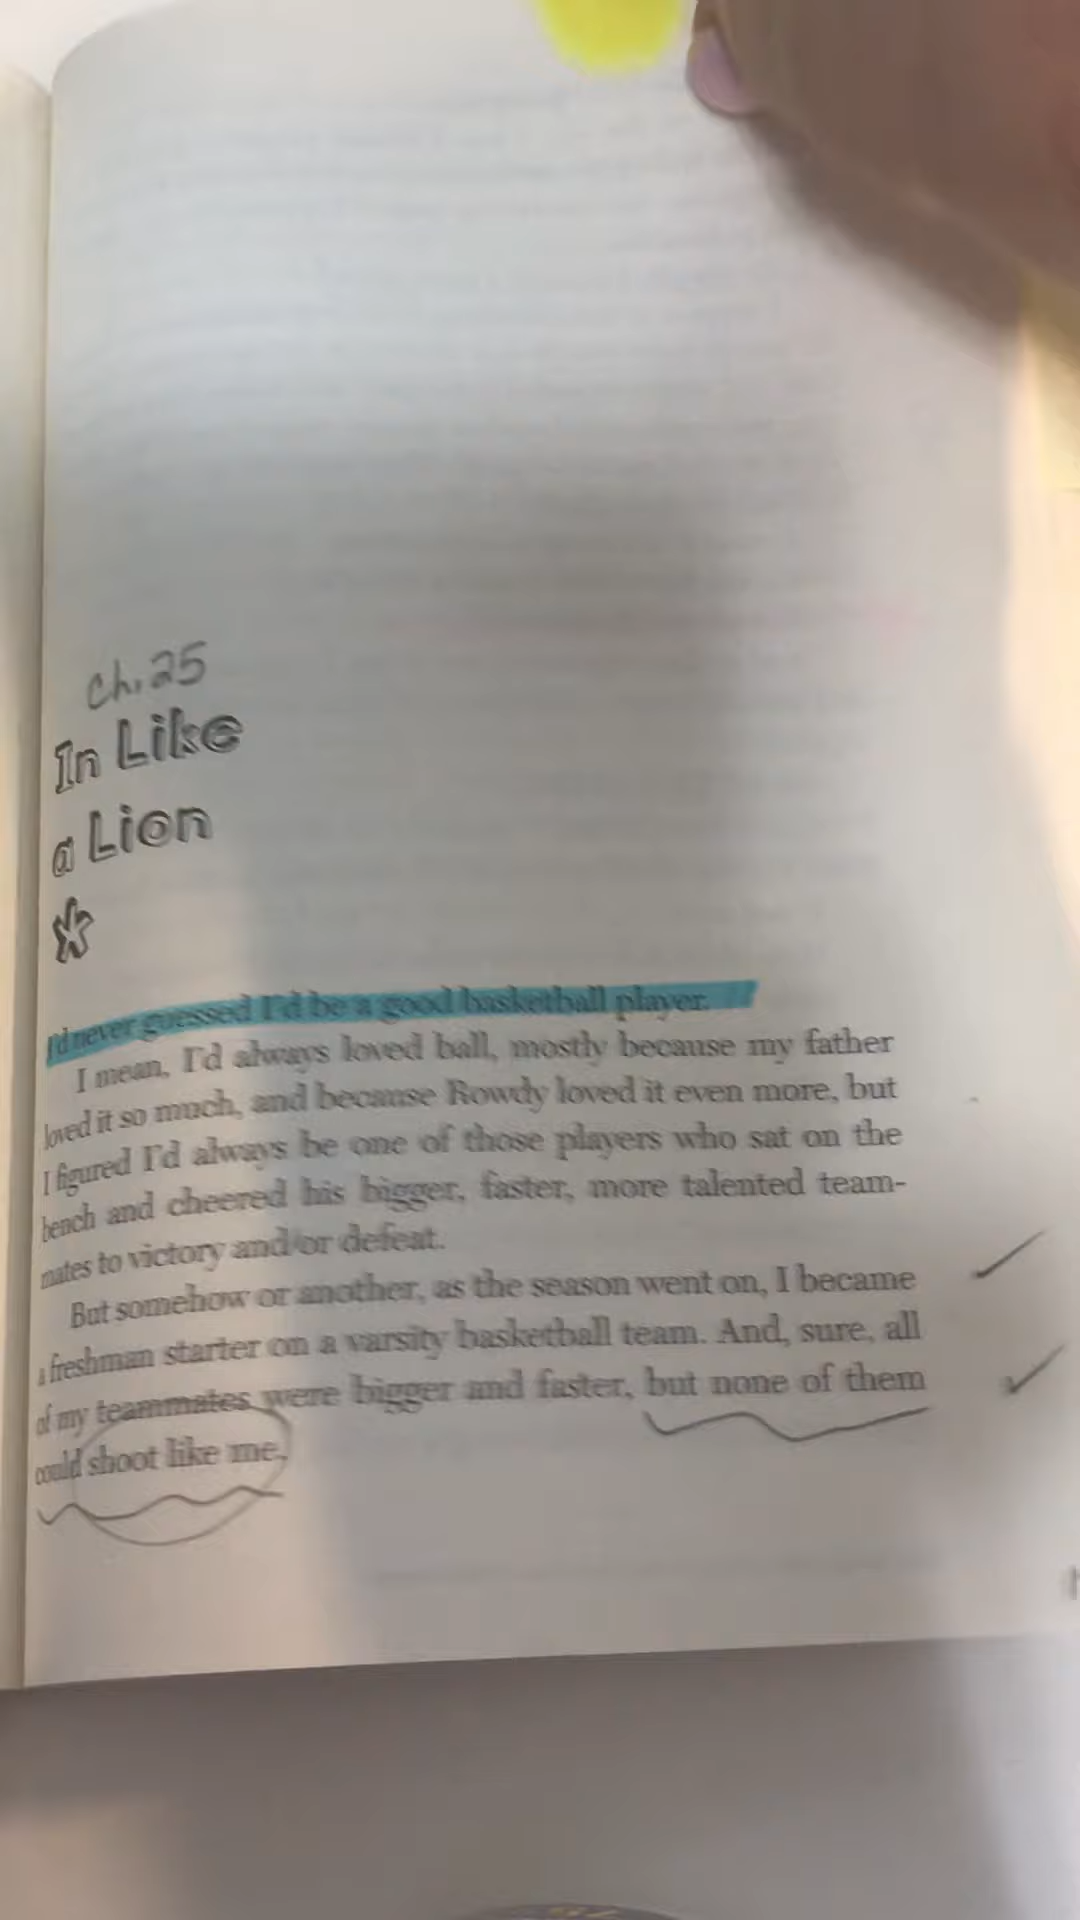 Ch. 25
In Like
a Lion
I'd never guessed I'd be a good basketball player.
I mean, I'd always loved ball, mostly because my father
loved it so much, and because Rowdy loved it even more, but
I figured I'd always be one of those players who sat on the
bench and cheered his bigger, faster, more talented team-
mates to victory and/or defeat.
But somehow or another, as the season went on, I became
a freshman starter on a varsity basketball team. And, sure, all
of my teammates were bigger and faster, but none of them
could shoot like me.